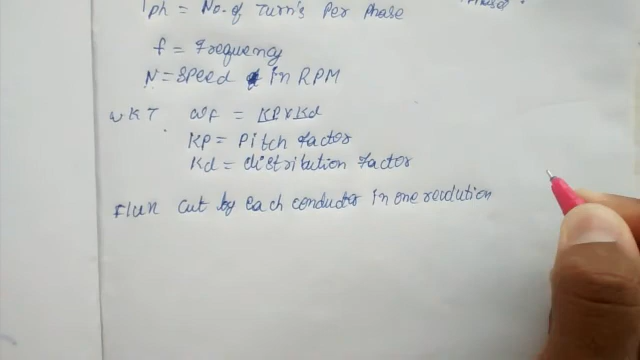 Tph = No. of Turn's Per Phase
f = Frequency
N = Speed in RPM
WKT wf = KP x Kd
KP = Pitch factor
Kd = distribution factor
Flux cut by each conductor in one revolution